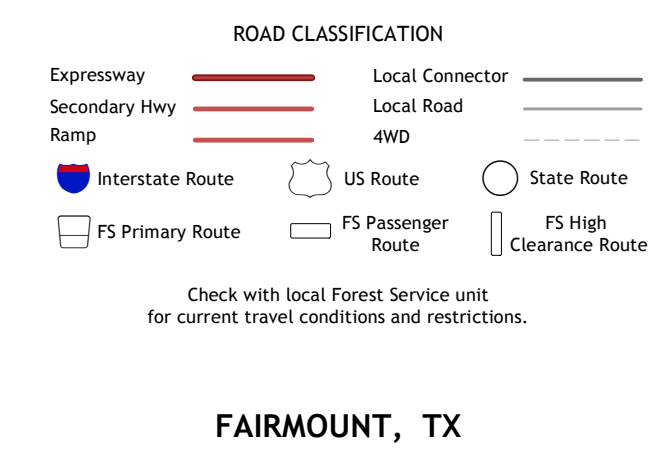 ROAD CLASSIFICATION
Expressway
Local Connector
Secondary Hwy
Local Road
Ramp
4WD
Interstate Route
US Route
State Route
FS Primary Route
FS Passenger
Route
FS High
Clearance Route
Check with local Forest Service unit
for current travel conditions and restrictions.
FAIRMOUNT, TX